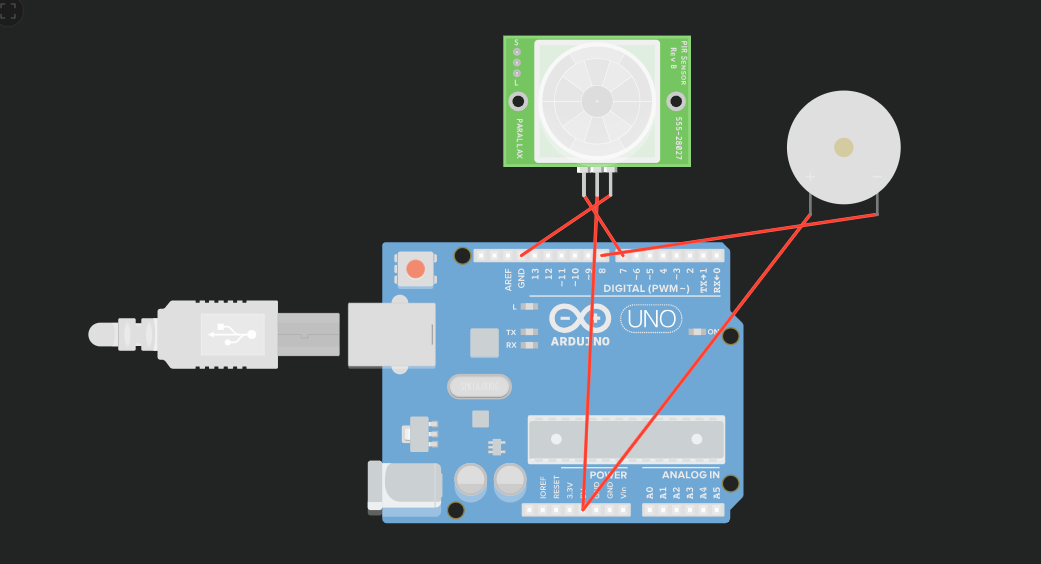 S
L
PARALLAX
PIR SENSOR
Rev B
555-28027
+
−
AREF
GND
13
12
~11
~10
~9
8
7
~6
~5
4
~3
2
TX→1
RX←0
DIGITAL (PWM~)
L
TX
RX
ARDUINO
UNO
ON
POWER
ANALOG IN
IOREF
RESET
3.3V
GND
Vin
A0
A1
A2
A3
A4
A5